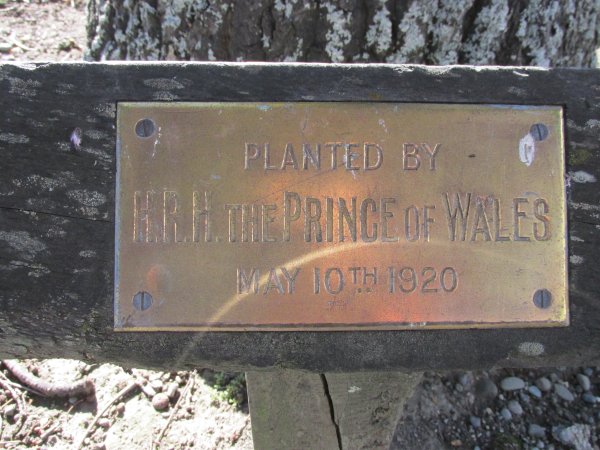 PLANTED BY
H.R.H. THE PRINCE OF WALES
MAY 10TH 1920